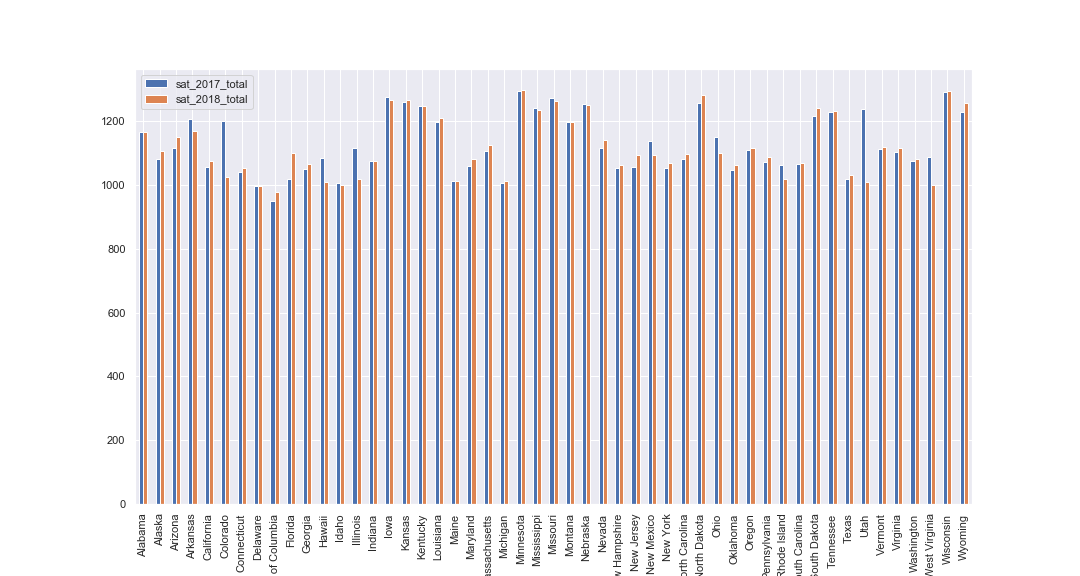 sat_2017_total
sat_2018_total
1200
1000
800
600
400
200
0
Alabama
Alaska
Arizona
Arkansas
California
Colorado
Connecticut
Delaware
of Columbia
Florida
Georgia
Hawaii
Idaho
Illinois
Indiana
Iowa
Kansas
Kentucky
Louisiana
Maine
Maryland
assachusetts
Michigan
Minnesota
Mississippi
Missouri
Montana
Nebraska
Nevada
w Hampshire
New Jersey
New Mexico
New York
orth Carolina
North Dakota
Ohio
Oklahoma
Oregon
Pennsylvania
Rhode Island
outh Carolina
South Dakota
Tennessee
Texas
Utah
Vermont
Virginia
Washington
West Virginia
Wisconsin
Wyoming